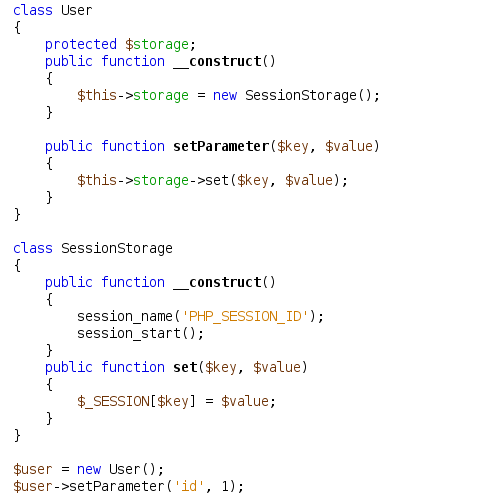 class User
{
    protected $storage;
    public function __construct()
    {
        $this->storage = new SessionStorage();
    }

    public function setParameter($key, $value)
    {
        $this->storage->set($key, $value);
    }
}

class SessionStorage
{
    public function __construct()
    {
        session_name('PHP_SESSION_ID');
        session_start();
    }
    public function set($key, $value)
    {
        $_SESSION[$key] = $value;
    }
}

$user = new User();
$user->setParameter('id', 1);